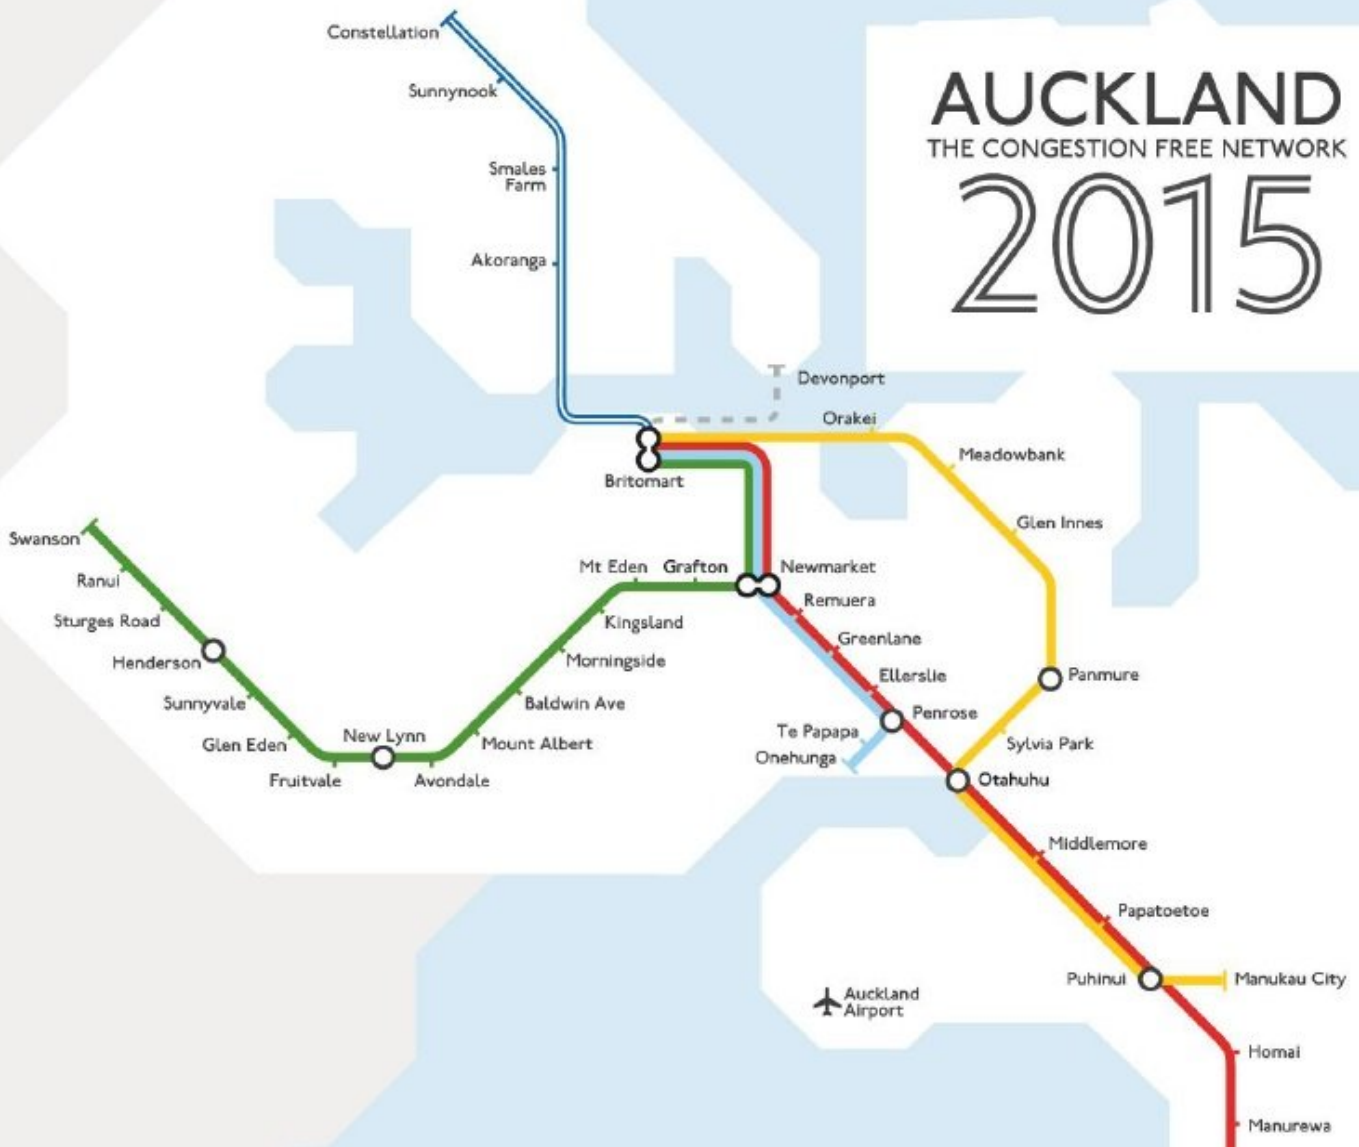 AUCKLAND
THE CONGESTION FREE NETWORK
2015
Constellation
Sunnynook
Smales
Farm
Akoranga
Devonport
Orakei
Meadowbank
Britomart
Glen Innes
Swanson
Ranui
Sturges Road
Henderson
Sunnyvale
Glen Eden
Fruitvale
New Lynn
Avondale
Mount Albert
Baldwin Ave
Morningside
Kingsland
Mt Eden
Grafton
Newmarket
Remuera
Greenlane
Ellerslie
Penrose
Te Papapa
Onehunga
Panmure
Sylvia Park
Otahuhu
Middlemore
Papatoetoe
Puhinui
Manukau City
Auckland
Airport
Homai
Manurewa